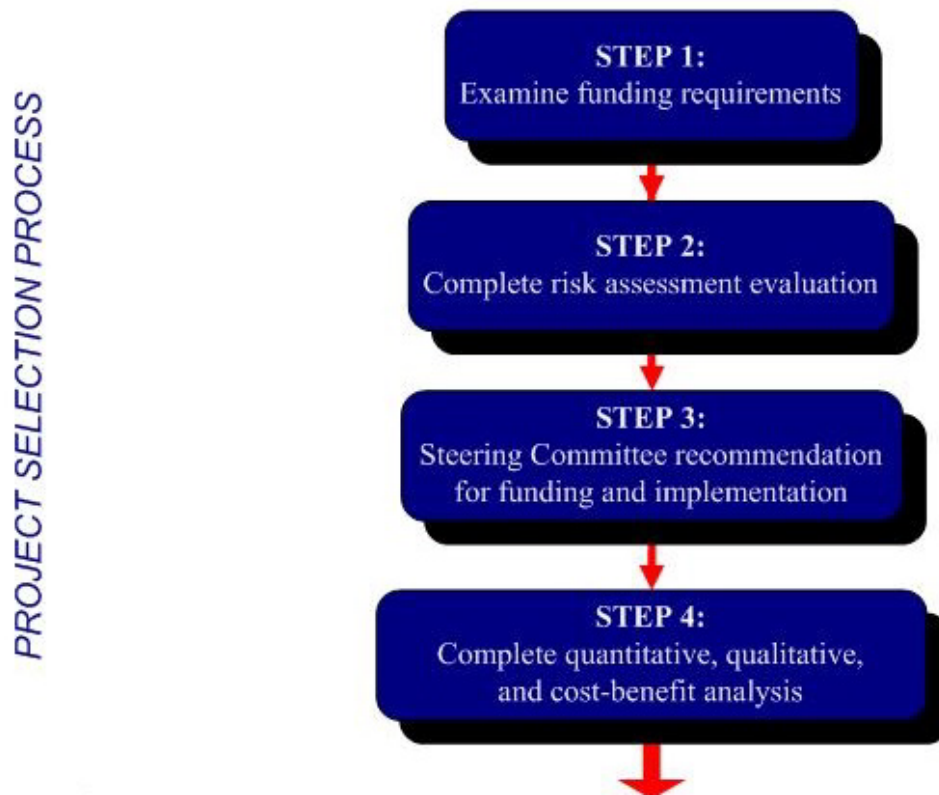 PROJECT SELECTION PROCESS
STEP 1:
Examine funding requirements
STEP 2:
Complete risk assessment evaluation
STEP 3:
Steering Committee recommendation
for funding and implementation
STEP 4:
Complete quantitative, qualitative,
and cost-benefit analysis